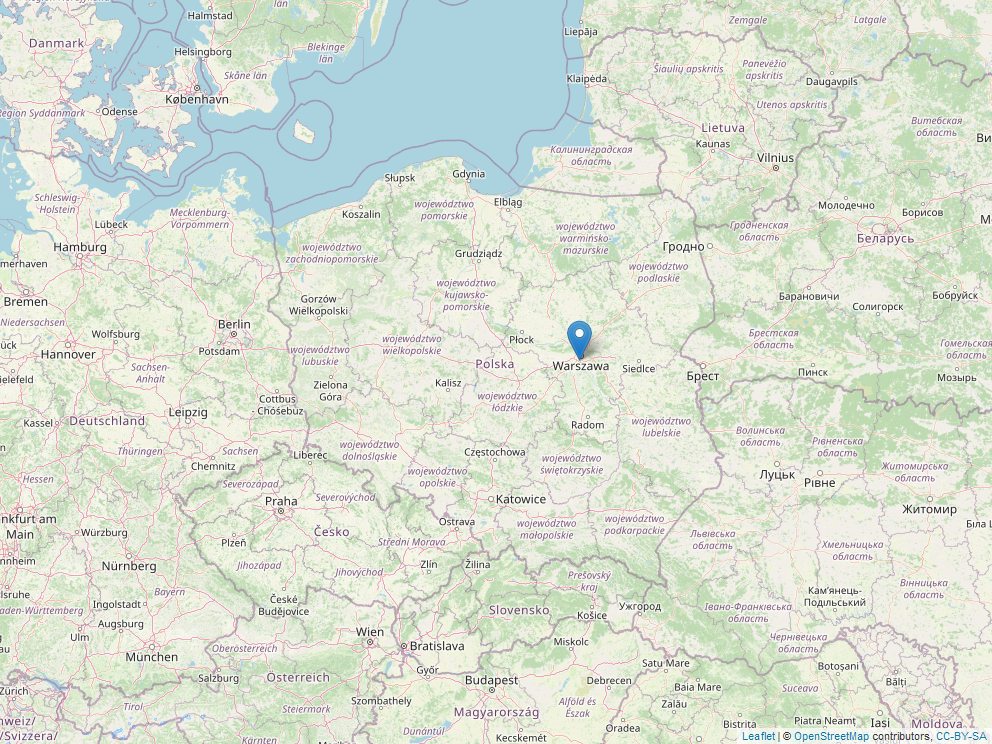 Halmstad
Liepāja
Zemgale
Latgale
Danmark
Helsingborg
Blekinge
län
Skåne län
Klaipėda
Šiaulių apskritis
Panevėžio
apskritis
Daugavpils
København
Odense
Region Syddanmark
Utenos apskritis
Витебская
область
Lietuva
Kaunas
Ви
Калининградская
область
Vilnius
Gdynia
Słupsk
Schleswig-
Holstein
Mecklenburg-
Vorpommern
Koszalin
województwo
pomorskie
Elbląg
Молодечно
Борисов
Lübeck
województwo
warmińsko-
mazurskie
Гродненская
область
Беларусь
Hamburg
województwo
zachodniopomorskie
Grudziądz
Гродно
merhaven
województwo
podlaskie
Bremen
Gorzów
Wielkopolski
województwo
kujawsko-
pomorskie
Барановичи
Солигорск
Бобруйск
Niedersachsen
Wolfsburg
Berlin
Płock
Брестская
область
Гомельская
область
ück
Hannover
Potsdam
województwo
lubuskie
województwo
wielkopolskie
Polska
Warszawa
Siedlce
Брест
Пинск
Мозырь
ielefeld
Sachsen-
Anhalt
Zielona
Góra
Kalisz
Cottbus
Chóśebuz
województwo
łódzkie
Leipzig
Kassel
Deutschland
Radom
województwo
lubelskie
Волинська
область
Рівненська
область
Thüringen
Sachsen
Chemnitz
Liberec
województwo
dolnośląskie
Częstochowa
województwo
świętokrzyskie
Hessen
Severozápad
województwo
opolskie
Луцьк
Рівне
Житомирська
область
Praha
Severovýchod
Katowice
Житомир
nkfurt am
Main
Würzburg
Česko
Ostrava
województwo
małopolskie
województwo
podkarpackie
Біла Ц
Plzeň
Střední Morava
Львівська
область
Хмельницька
область
nnheim
Nürnberg
Jihozápad
Jihovýchod
Zlín
Žilina
Prešovský
kraj
Вінницька
область
lsruhe
Bayern
Кам'янець-
Подільський
aden-Württemberg
Ingolstadt
České
Budějovice
Slovensko
Košice
Ужгород
Івано-Франківська
область
Augsburg
Ulm
Wien
Чернівецька
область
München
Oberösterreich
Bratislava
Miskolc
Salzburg
Österreich
Győr
Satu Mare
Botoșani
Bălți
Zürich
Budapest
Debrecen
Baia Mare
Suceava
Tirol
Steiermark
Szombathely
Magyarország
Alföld és
Észak
Zalău
hweiz/
/Svizzera/
Dunántúl
Oradea
Bistrita
Piatra Neamț
Iași
Moldova
Kärnten
Kecskemét
Leaflet | © OpenStreetMap contributors, CC-BY-SA